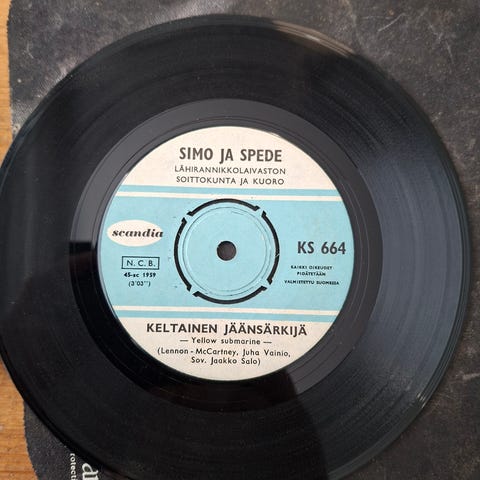 SIMO JA SPEDE
LÄHIRANNIKKOLAIVASTON
SOITTOKUNTA JA KUORO
scandia
KS 664
N. C. B.
45-sc 1959
(3'03")
KAIKKI OIKEUDET
PIDÄTETÄÄN
VALMISTETTU SUOMESSA
KELTAINEN JÄÄNSÄRKIJÄ
— Yellow submarine —
(Lennon - McCartney, Juha Vainio,
Sov. Jaakko Salo)